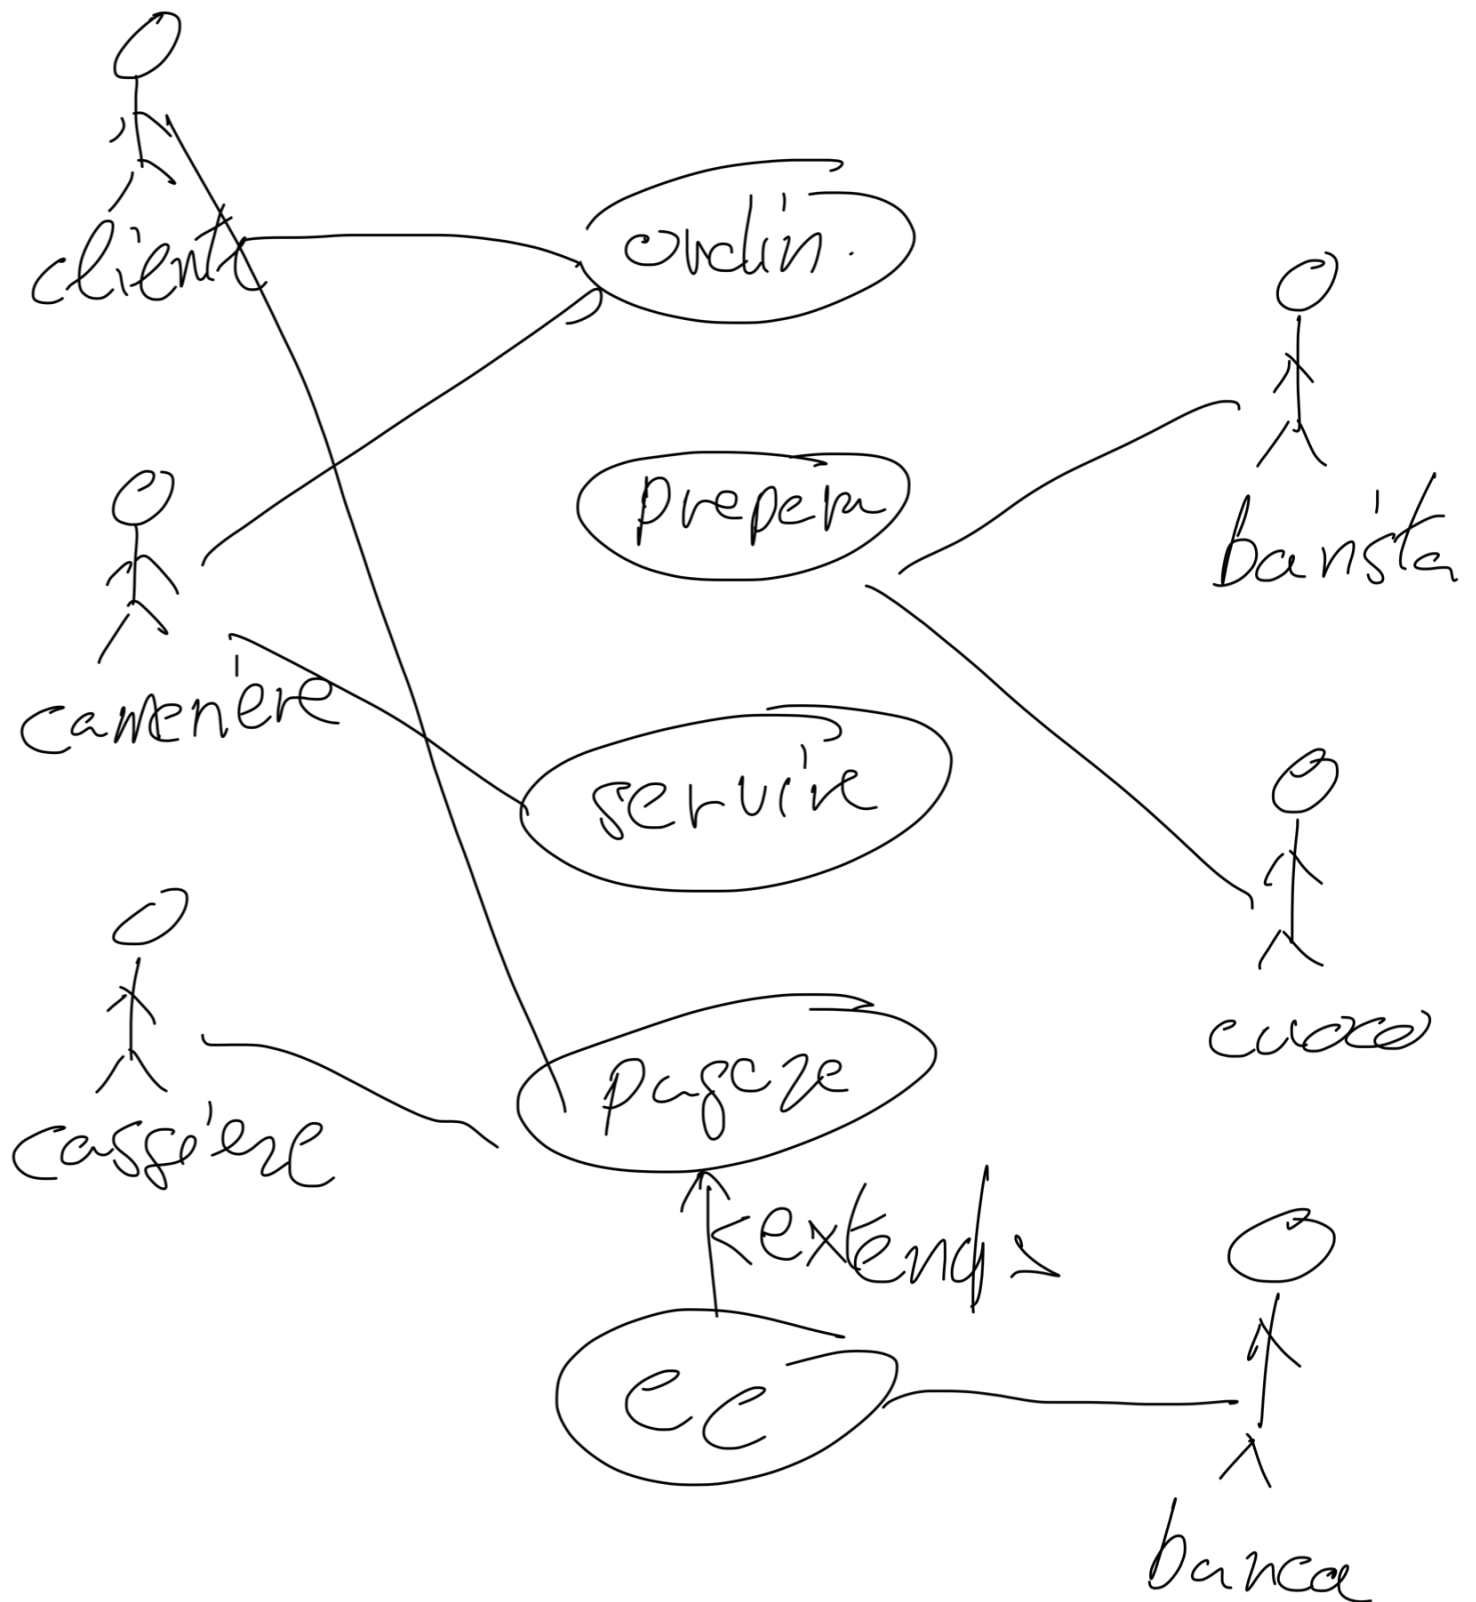 cliente
ordin.
barista
prepara
cameriere
servire
cuoco
pagare
cassiere
<extend>
cc
banca